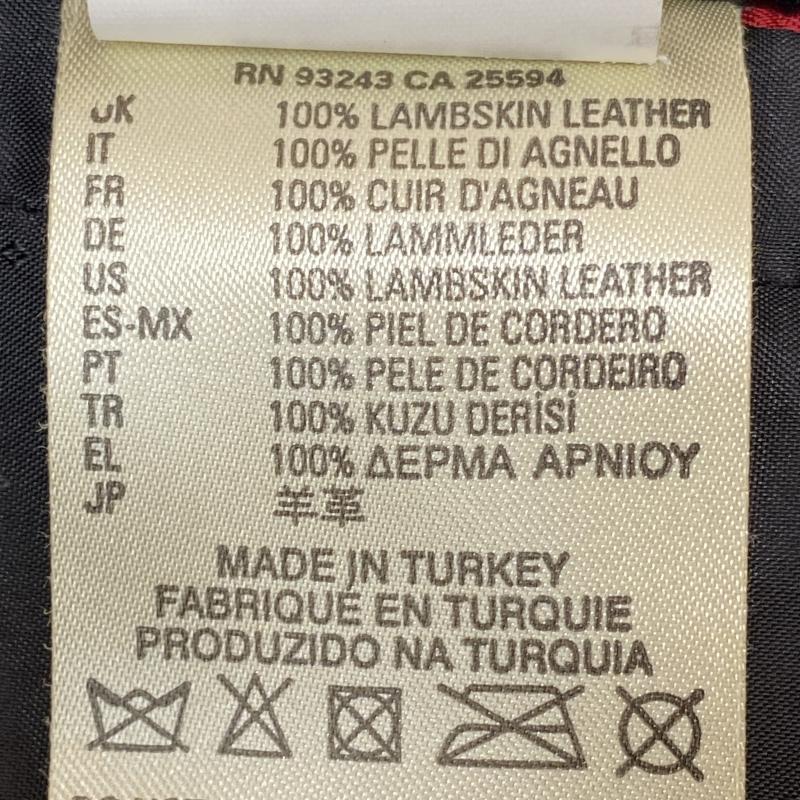 RN 93243 CA 25594
UK 100% LAMBSKIN LEATHER
IT 100% PELLE DI AGNELLO
FR 100% CUIR D'AGNEAU
DE 100% LAMMLEDER
US 100% LAMBSKIN LEATHER
ES-MX 100% PIEL DE CORDERO
PT 100% PELE DE CORDEIRO
TR 100% KUZU DERİSİ
EL 100% ΔΕΡΜΑ ΑΡΝΙΟΥ
JP 羊革
MADE IN TURKEY
FABRIQUE EN TURQUIE
PRODUZIDO NA TURQUIA